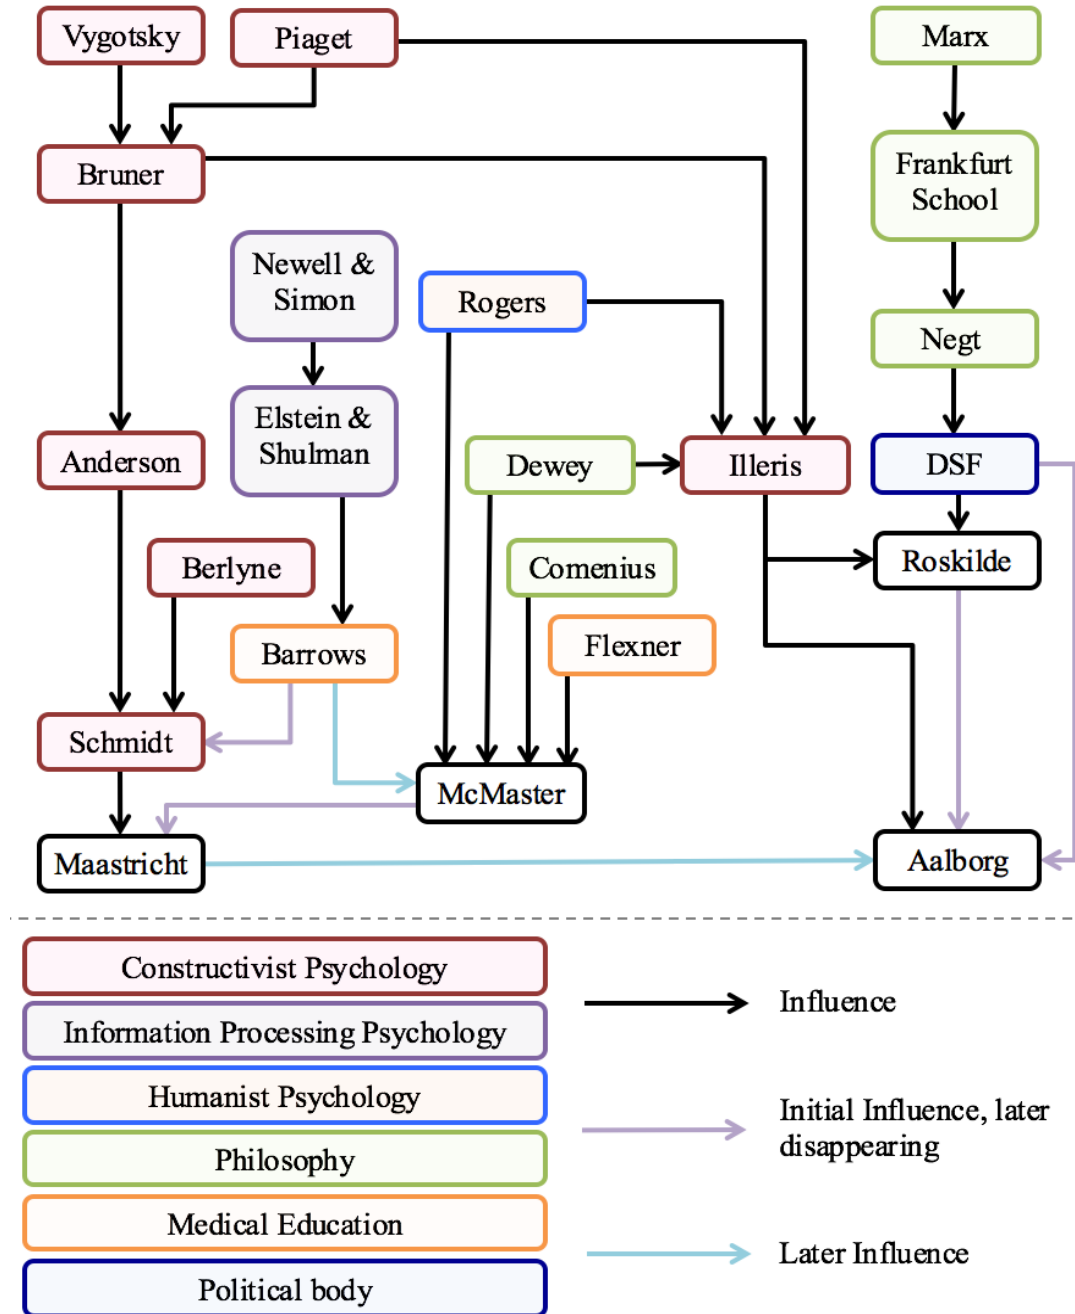 Vygotsky
Piaget
Marx
Bruner
Frankfurt
School
Newell &
Simon
Rogers
Negt
Elstein &
Shulman
Anderson
Dewey
Illeris
DSF
Berlyne
Comenius
Roskilde
Barrows
Flexner
Schmidt
McMaster
Maastricht
Aalborg
Constructivist Psychology
Information Processing Psychology
Humanist Psychology
Philosophy
Medical Education
Political body
Influence
Initial Influence, later
disappearing
Later Influence